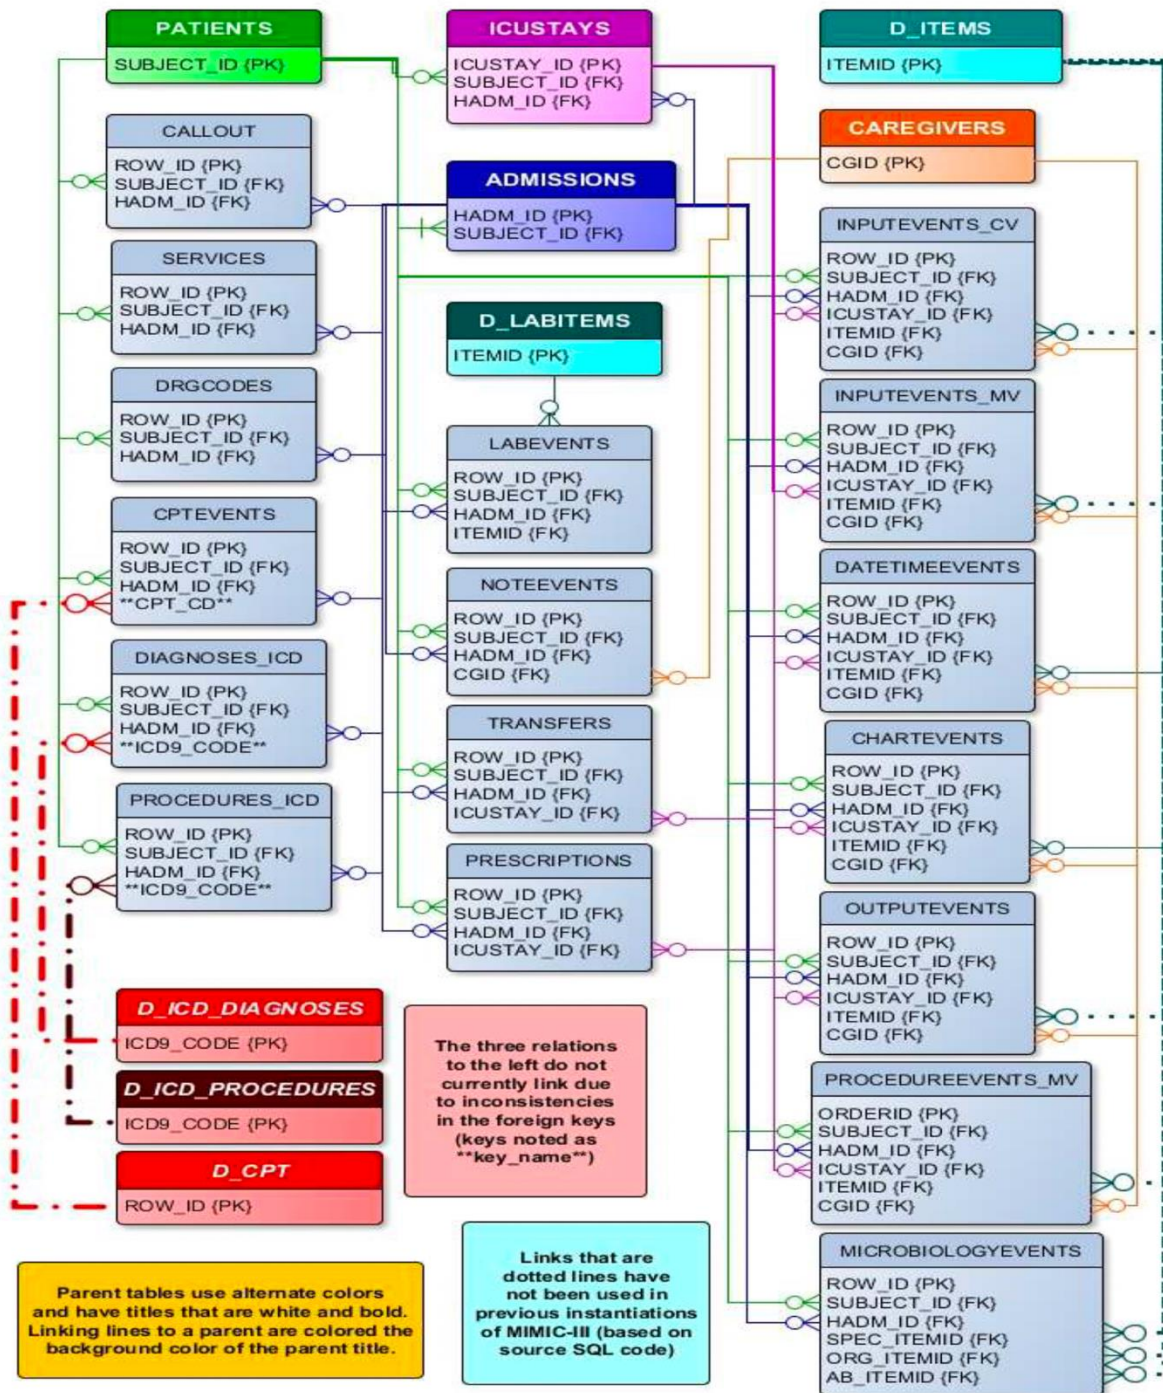 PATIENTS
SUBJECT_ID {PK}
CALLOUT
ROW_ID {PK}
SUBJECT_ID {FK}
HADM_ID {FK}
SERVICES
ROW_ID {PK}
SUBJECT_ID {FK}
HADM_ID {FK}
DRGCODES
ROW_ID {PK}
SUBJECT_ID {FK}
HADM_ID {FK}
CPTEVENTS
ROW_ID {PK}
SUBJECT_ID {FK}
HADM_ID {FK}
**CPT_CD**
DIAGNOSES_ICD
ROW_ID {PK}
SUBJECT_ID {FK}
HADM_ID {FK}
**ICD9_CODE**
PROCEDURES_ICD
ROW_ID {PK}
SUBJECT_ID {FK}
HADM_ID {FK}
**ICD9_CODE**
D_ICD_DIAGNOSES
ICD9_CODE {PK}
D_ICD_PROCEDURES
ICD9_CODE {PK}
D_CPT
ROW_ID {PK}
Parent tables use alternate colors
and have titles that are white and bold.
Linking lines to a parent are colored the
background color of the parent title.
ICUSTAYS
ICUSTAY_ID {PK}
SUBJECT_ID {FK}
HADM_ID {FK}
ADMISSIONS
HADM_ID {PK}
SUBJECT_ID {FK}
D_LABITEMS
ITEMID {PK}
LABEVENTS
ROW_ID {PK}
SUBJECT_ID {FK}
HADM_ID {FK}
ITEMID {FK}
NOTEEVENTS
ROW_ID {PK}
SUBJECT_ID {FK}
HADM_ID {FK}
CGID {FK}
TRANSFERS
ROW_ID {PK}
SUBJECT_ID {FK}
HADM_ID {FK}
ICUSTAY_ID {FK}
PRESCRIPTIONS
ROW_ID {PK}
SUBJECT_ID {FK}
HADM_ID {FK}
ICUSTAY_ID {FK}
The three relations
to the left do not
currently link due
to inconsistencies
in the foreign keys
(keys noted as
**key_name**)
Links that are
dotted lines have
not been used in
previous instantiations
of MIMIC-III (based on
source SQL code)
D_ITEMS
ITEMID {PK}
CAREGIVERS
CGID {PK}
INPUTEVENTS_CV
ROW_ID {PK}
SUBJECT_ID {FK}
HADM_ID {FK}
ICUSTAY_ID {FK}
ITEMID {FK}
CGID {FK}
INPUTEVENTS_MV
ROW_ID {PK}
SUBJECT_ID {FK}
HADM_ID {FK}
ICUSTAY_ID {FK}
ITEMID {FK}
CGID {FK}
DATETIMEEVENTS
ROW_ID {PK}
SUBJECT_ID {FK}
HADM_ID {FK}
ICUSTAY_ID {FK}
ITEMID {FK}
CGID {FK}
CHARTEVENTS
ROW_ID {PK}
SUBJECT_ID {FK}
HADM_ID {FK}
ICUSTAY_ID {FK}
ITEMID {FK}
CGID {FK}
OUTPUTEVENTS
ROW_ID {PK}
SUBJECT_ID {FK}
HADM_ID {FK}
ICUSTAY_ID {FK}
ITEMID {FK}
CGID {FK}
PROCEDUREEVENTS_MV
ORDERID {PK}
SUBJECT_ID {FK}
HADM_ID {FK}
ICUSTAY_ID {FK}
ITEMID {FK}
CGID {FK}
MICROBIOLOGYEVENTS
ROW_ID {PK}
SUBJECT_ID {FK}
HADM_ID {FK}
SPEC_ITEMID {FK}
ORG_ITEMID {FK}
AB_ITEMID {FK}